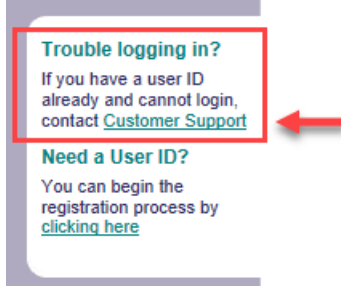 Trouble logging in?
If you have a user ID
already and cannot login,
contact Customer Support
Need a User ID?
You can begin the
registration process by
clicking here